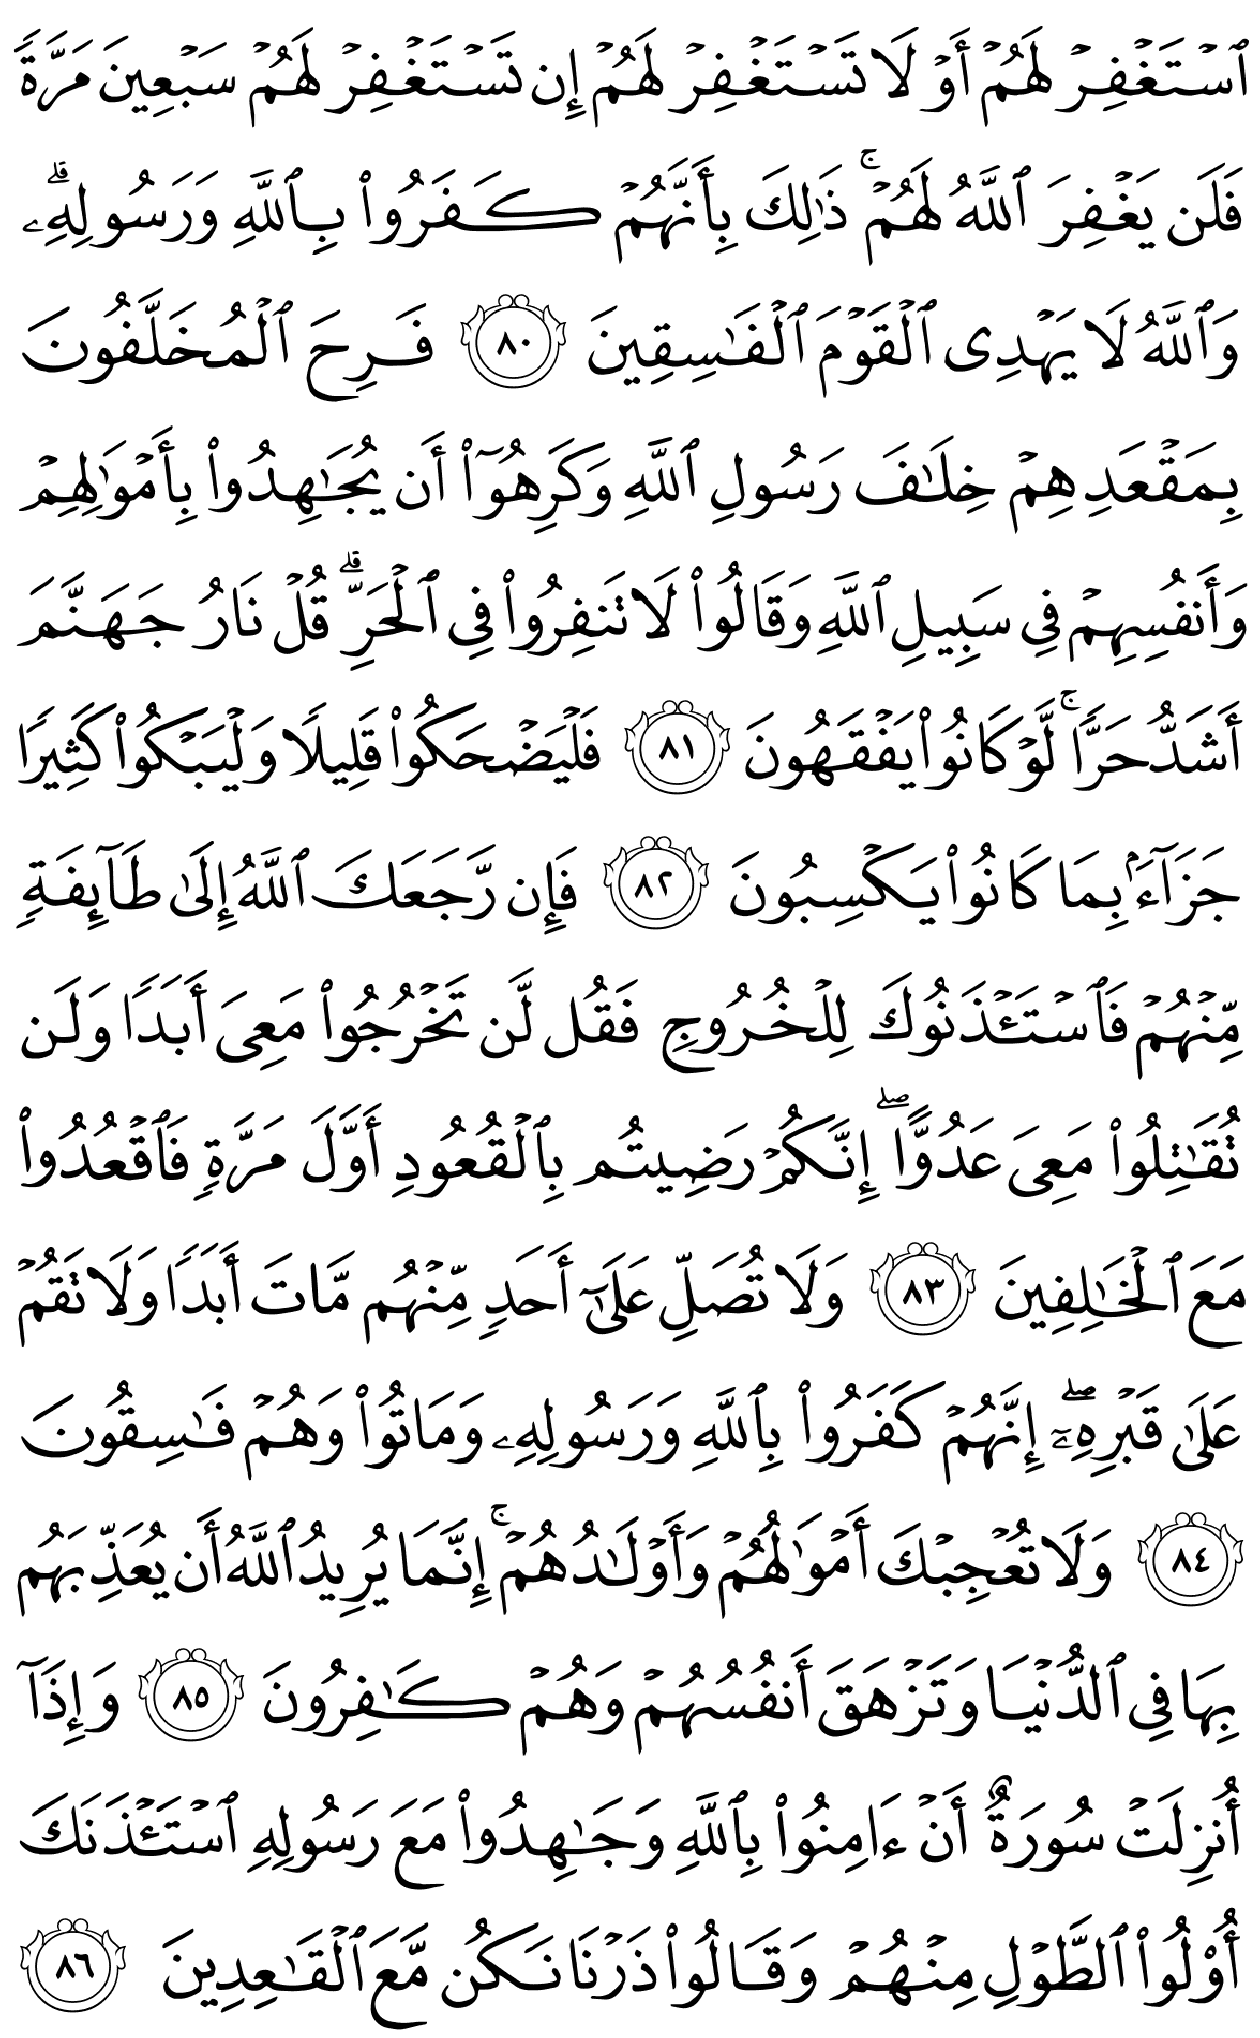 ٱسۡتَغۡفِرۡ لَهُمۡ أَوۡ لَا تَسۡتَغۡفِرۡ لَهُمۡ إِن تَسۡتَغۡفِرۡ لَهُمۡ سَبۡعِينَ مَرَّةٗ
فَلَن يَغۡفِرَ ٱللَّهُ لَهُمۡۚ ذَٰلِكَ بِأَنَّهُمۡ كَفَرُواْ بِٱللَّهِ وَرَسُولِهِۦۗ
وَٱللَّهُ لَا يَهۡدِي ٱلۡقَوۡمَ ٱلۡفَٰسِقِينَ ٨٠ فَرِحَ ٱلۡمُخَلَّفُونَ
بِمَقۡعَدِهِمۡ خِلَٰفَ رَسُولِ ٱللَّهِ وَكَرِهُوٓاْ أَن يُجَٰهِدُواْ بِأَمۡوَٰلِهِمۡ
وَأَنفُسِهِمۡ فِي سَبِيلِ ٱللَّهِ وَقَالُواْ لَا تَنفِرُواْ فِي ٱلۡحَرِّۗ قُلۡ نَارُ جَهَنَّمَ
أَشَدُّ حَرّٗاۚ لَّوۡ كَانُواْ يَفۡقَهُونَ ٨١ فَلۡيَضۡحَكُواْ قَلِيلٗا وَلۡيَبۡكُواْ كَثِيرٗا
جَزَآءَۢ بِمَا كَانُواْ يَكۡسِبُونَ ٨٢ فَإِن رَّجَعَكَ ٱللَّهُ إِلَىٰ طَآئِفَةٖ
مِّنۡهُمۡ فَٱسۡتَـٔۡذَنُوكَ لِلۡخُرُوجِ فَقُل لَّن تَخۡرُجُواْ مَعِيَ أَبَدٗا وَلَن
تُقَٰتِلُواْ مَعِيَ عَدُوًّاۖ إِنَّكُمۡ رَضِيتُم بِٱلۡقُعُودِ أَوَّلَ مَرَّةٖ فَٱقۡعُدُواْ
مَعَ ٱلۡخَٰلِفِينَ ٨٣ وَلَا تُصَلِّ عَلَىٰٓ أَحَدٖ مِّنۡهُم مَّاتَ أَبَدٗا وَلَا تَقُمۡ
عَلَىٰ قَبۡرِهِۦٓۖ إِنَّهُمۡ كَفَرُواْ بِٱللَّهِ وَرَسُولِهِۦ وَمَاتُواْ وَهُمۡ فَٰسِقُونَ
٨٤ وَلَا تُعۡجِبۡكَ أَمۡوَٰلُهُمۡ وَأَوۡلَٰدُهُمۡۚ إِنَّمَا يُرِيدُ ٱللَّهُ أَن يُعَذِّبَهُم
بِهَا فِي ٱلدُّنۡيَا وَتَزۡهَقَ أَنفُسُهُمۡ وَهُمۡ كَٰفِرُونَ ٨٥ وَإِذَآ
أُنزِلَتۡ سُورَةٌ أَنۡ ءَامِنُواْ بِٱللَّهِ وَجَٰهِدُواْ مَعَ رَسُولِهِ ٱسۡتَـٔۡذَنَكَ
أُوْلُواْ ٱلطَّوۡلِ مِنۡهُمۡ وَقَالُواْ ذَرۡنَا نَكُن مَّعَ ٱلۡقَٰعِدِينَ ٨٦